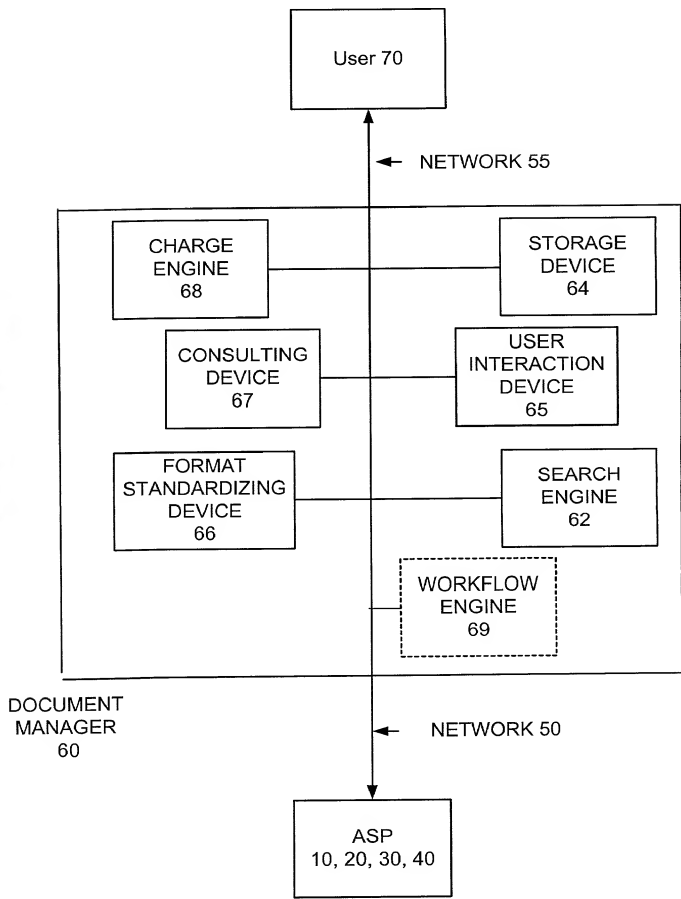 User 70
NETWORK 55
CHARGE
ENGINE
68
STORAGE
DEVICE
64
CONSULTING
DEVICE
67
USER
INTERACTION
DEVICE
65
FORMAT
STANDARDIZING
DEVICE
66
SEARCH
ENGINE
62
WORKFLOW
ENGINE
69
DOCUMENT
MANAGER
60
NETWORK 50
ASP
10, 20, 30, 40